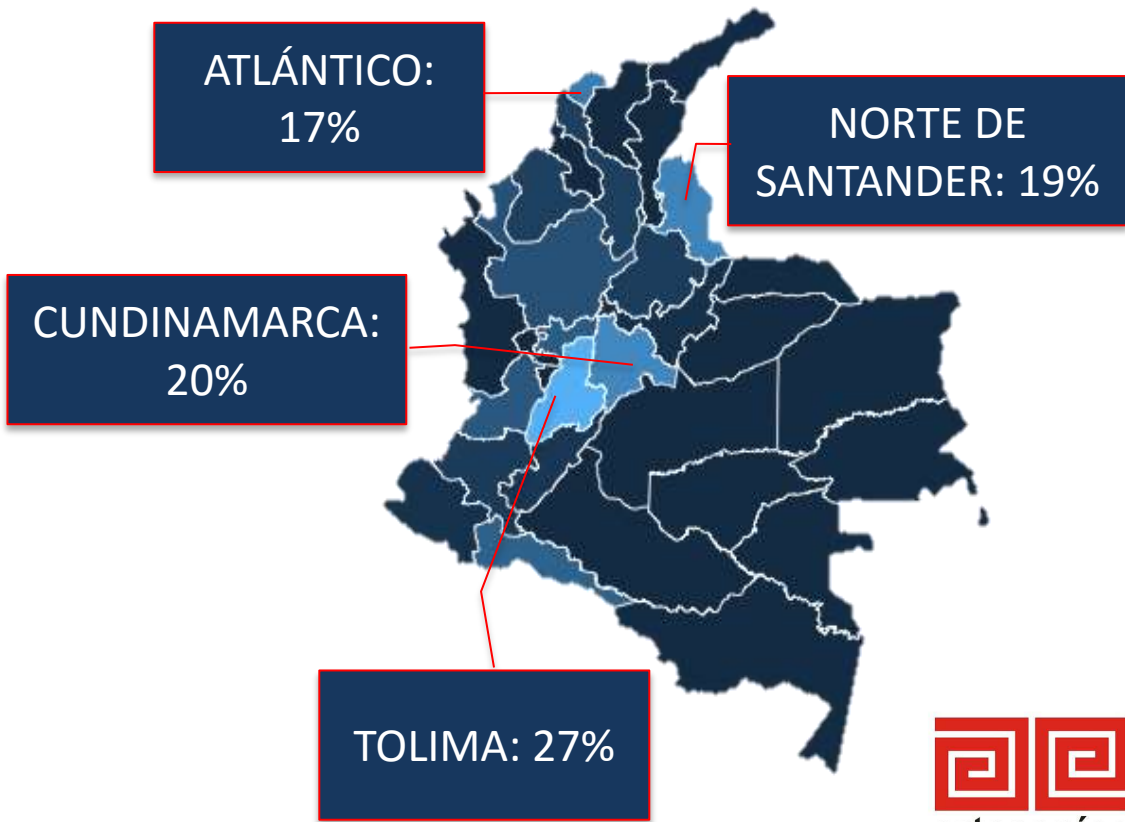 ATLÁNTICO:
17%
NORTE DE
SANTANDER: 19%
CUNDINAMARCA:
20%
TOLIMA: 27%